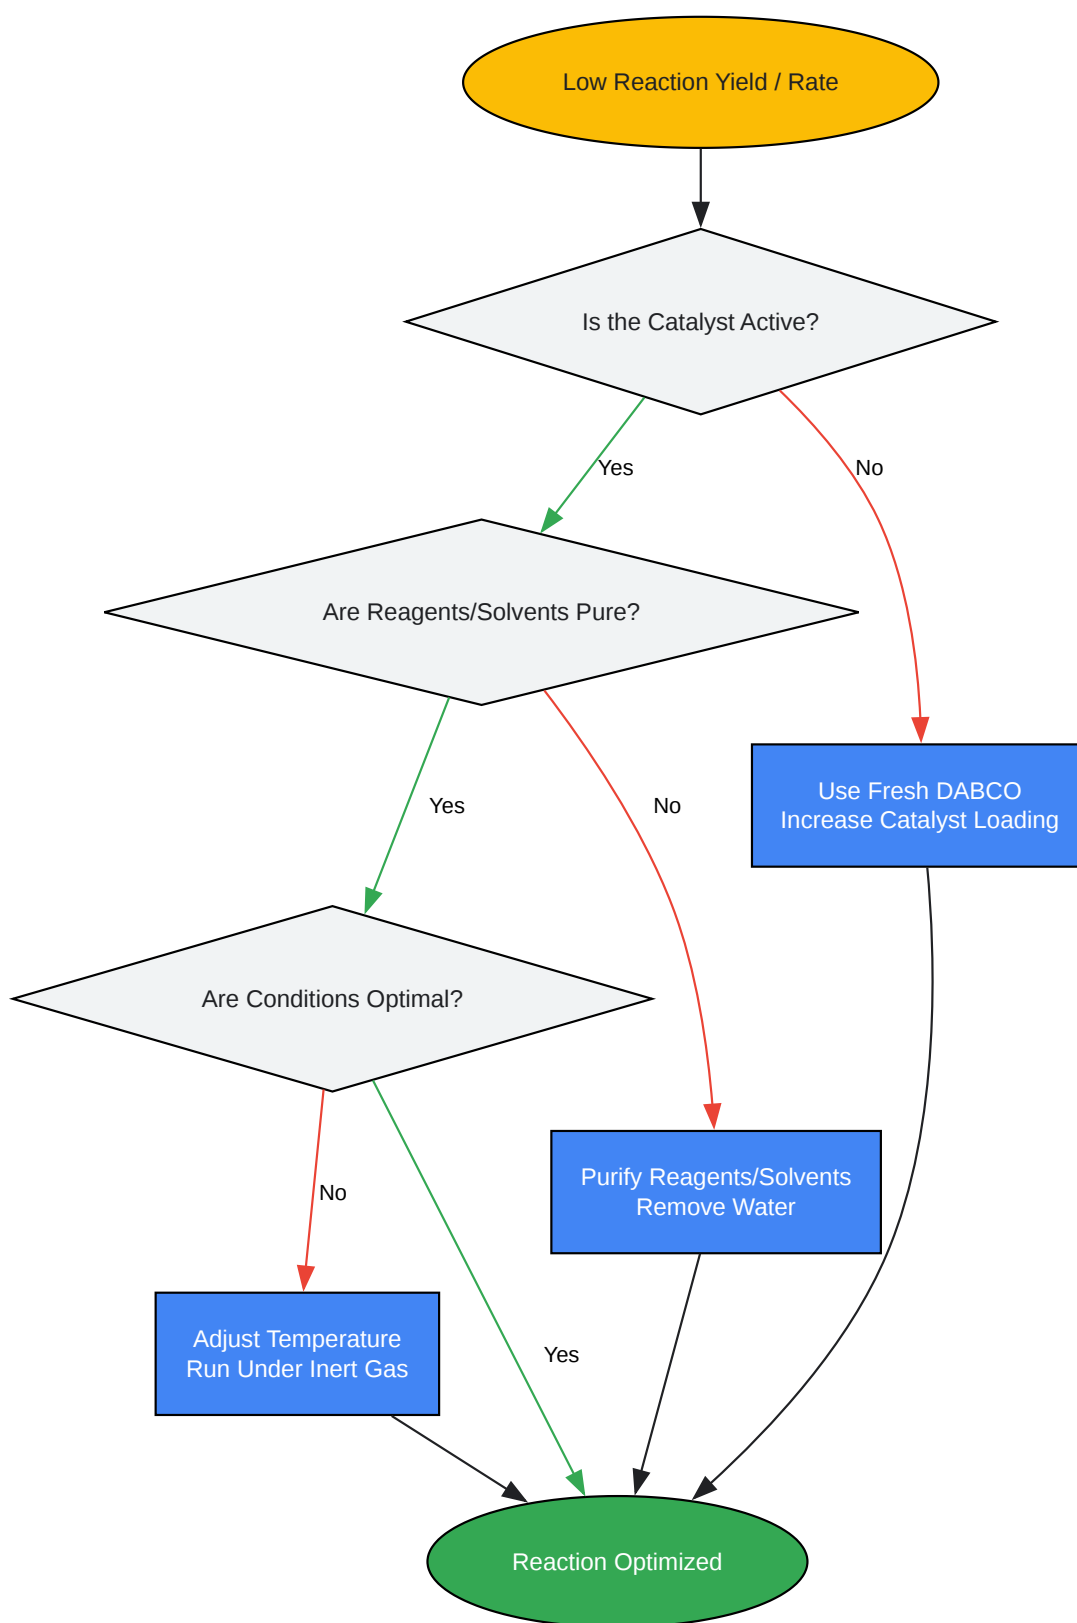 Low Reaction Yield / Rate
Is the Catalyst Active?
Yes
No
Are Reagents/Solvents Pure?
Yes
No
Use Fresh DABCO
Increase Catalyst Loading
Are Conditions Optimal?
No
Yes
Purify Reagents/Solvents
Remove Water
Adjust Temperature
Run Under Inert Gas
Reaction Optimized